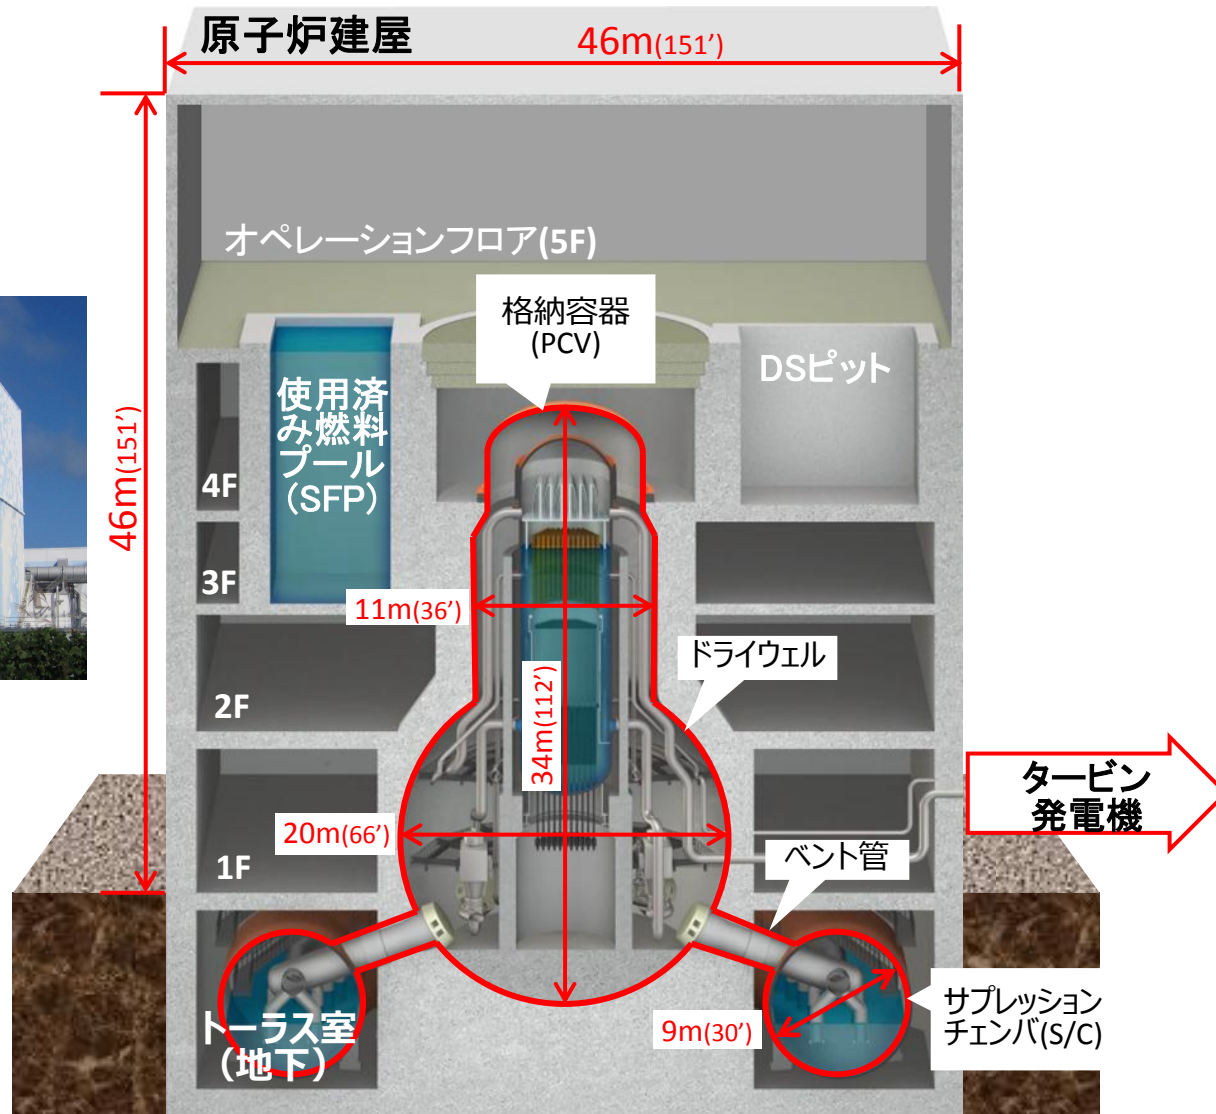 原子炉建屋
46m(151')
46m(151')
オペレーションフロア(5F)
格納容器
(PCV)
使用済
み燃料
プール
(SFP)
DSピット
4F
3F
11m(36')
ドライウェル
2F
34m(112')
タービン
発電機
20m(66')
1F
ベント管
トーラス室
(地下)
9m(30')
サプレッション
チェンバ(S/C)